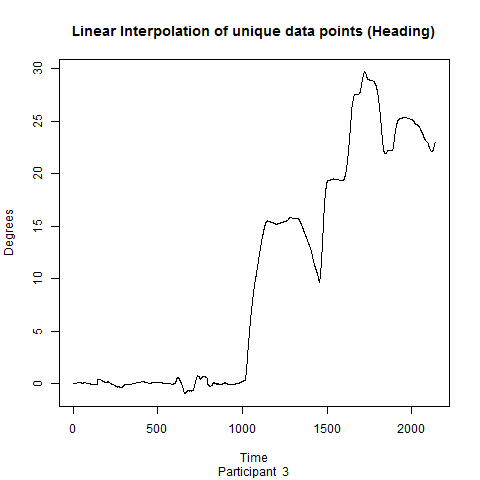 Linear Interpolation of unique data points (Heading)
Degrees
30
25
20
15
10
5
0
0 500 1000 1500 2000
Time
Participant 3